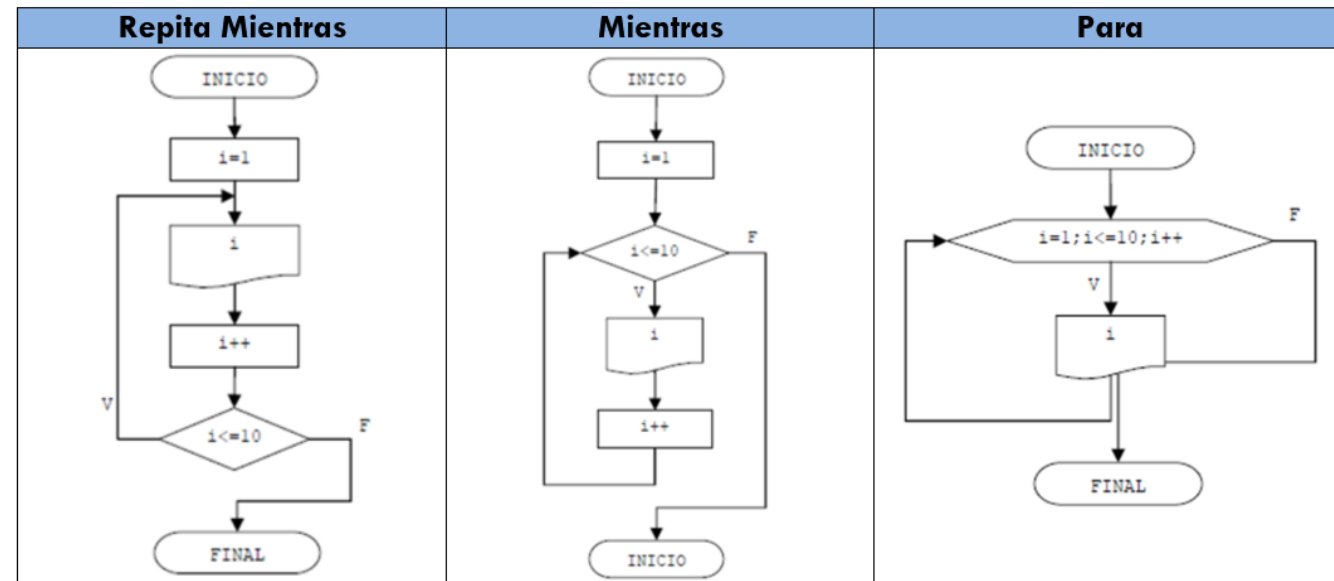 Repita Mientras
INICIO
i=1
i
i++
V
i<=10
F
FINAL
Mientras
INICIO
i=1
F
i<=10
V
i
i++
INICIO
Para
INICIO
F
i=1;i<=10;i++
V
i
FINAL